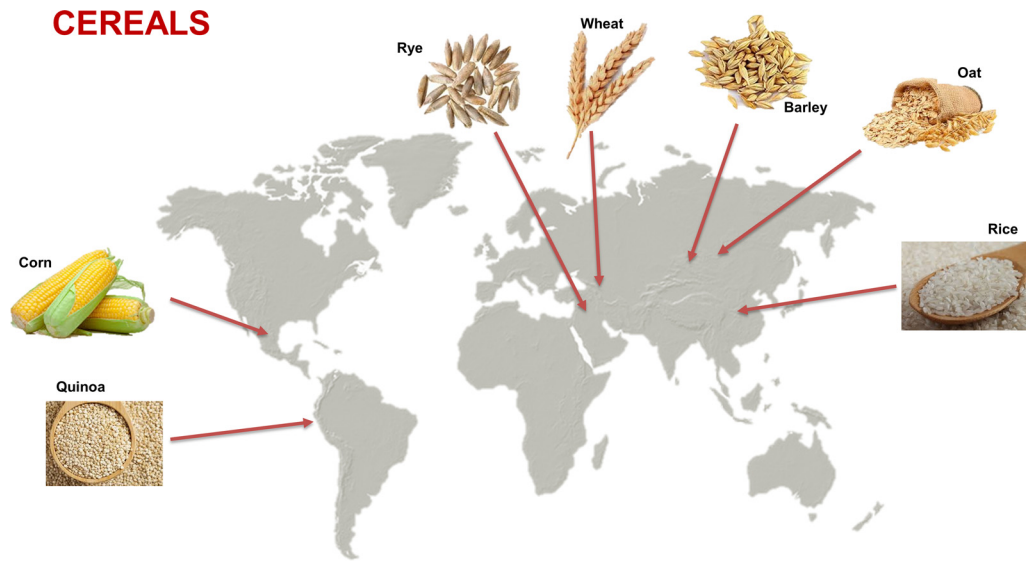 CEREALS
Rye
Wheat
Barley
Oat
Rice
Corn
Quinoa